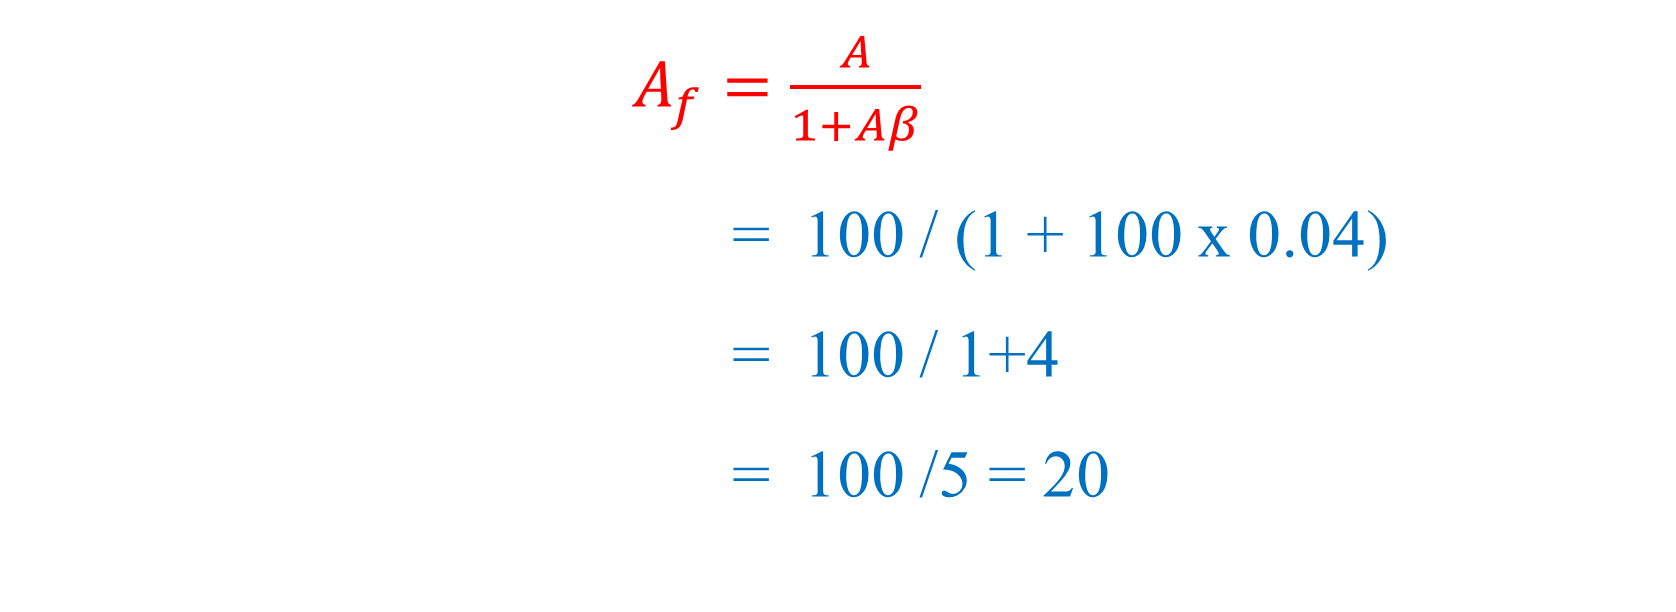 A_f = A / 1+Aβ
= 100 / (1 + 100 x 0.04)
= 100 / 1+4
= 100 /5 = 20